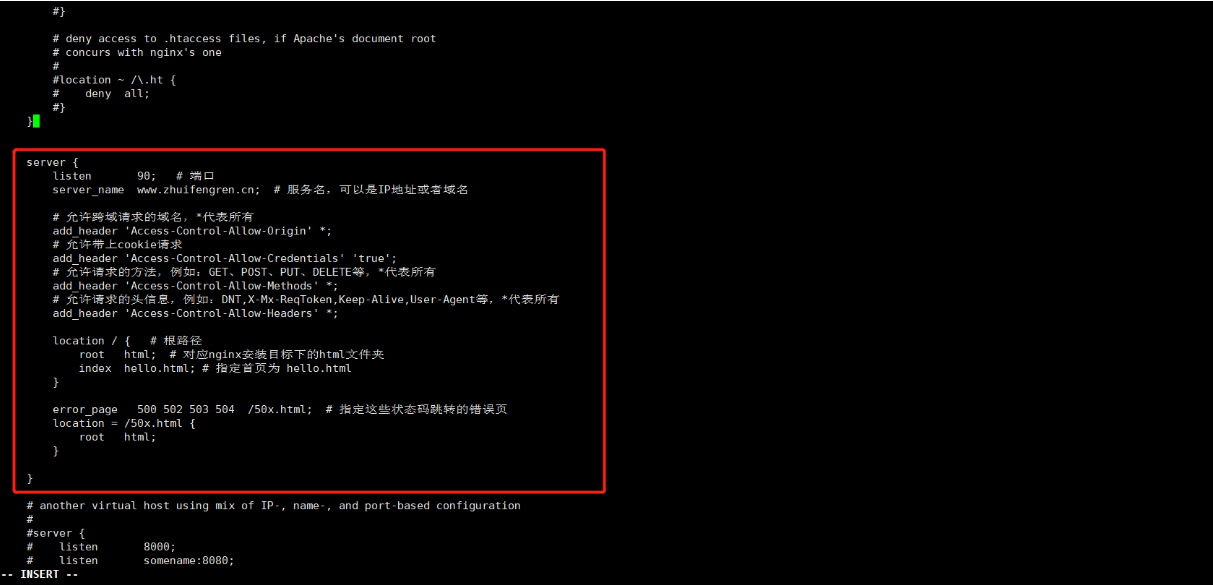 #}
# deny access to .htaccess files, if Apache's document root
# concurs with nginx's one
#
#location ~ /\.ht {
#    deny  all;
#}
}
server {
listen       90;   # 端口
server_name  www.zhuifengren.cn;  # 服务名，可以是IP地址或者域名
# 允许跨域请求的域名，*代表所有
add_header 'Access-Control-Allow-Origin' *;
# 允许带上cookie请求
add_header 'Access-Control-Allow-Credentials' 'true';
# 允许请求的方法，例如：GET、POST、PUT、DELETE等，*代表所有
add_header 'Access-Control-Allow-Methods' *;
# 允许请求的头信息，例如：DNT,X-Mx-ReqToken,Keep-Alive,User-Agent等，*代表所有
add_header 'Access-Control-Allow-Headers' *;
location / {   # 根路径
root   html;  # 对应nginx安装目标下的html文件夹
index  hello.html; # 指定首页为 hello.html
}
error_page   500 502 503 504  /50x.html;  # 指定这些状态码跳转的错误页
location = /50x.html {
root   html;
}
}
# another virtual host using mix of IP-, name-, and port-based configuration
#
#server {
#    listen       8000;
#    listen       somename:8080;
-- INSERT --